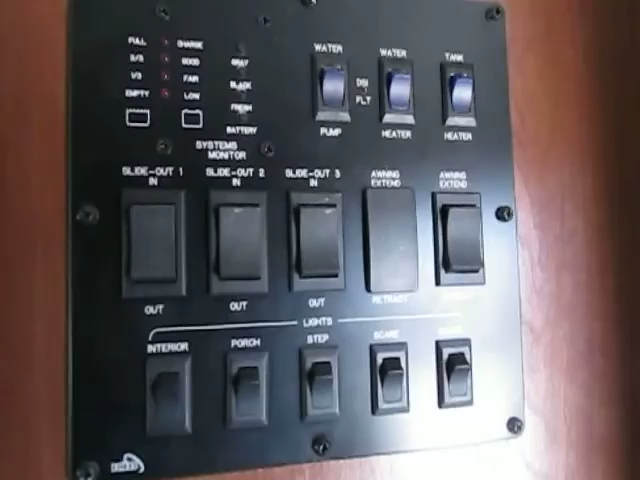 FULL
2/3
1/3
EMPTY
CHARGE
GOOD
FAIR
LOW
GRAY
BLACK
FRESH
BATTERY
SYSTEMS
MONITOR
WATER
PUMP
DSI
FLT
WATER
HEATER
TANK
HEATER
SLIDE-OUT 1
IN
OUT
SLIDE-OUT 2
IN
OUT
SLIDE-OUT 3
IN
OUT
AWNING
EXTEND
RETRACT
AWNING
EXTEND
LIGHTS
INTERIOR
PORCH
STEP
SCARE